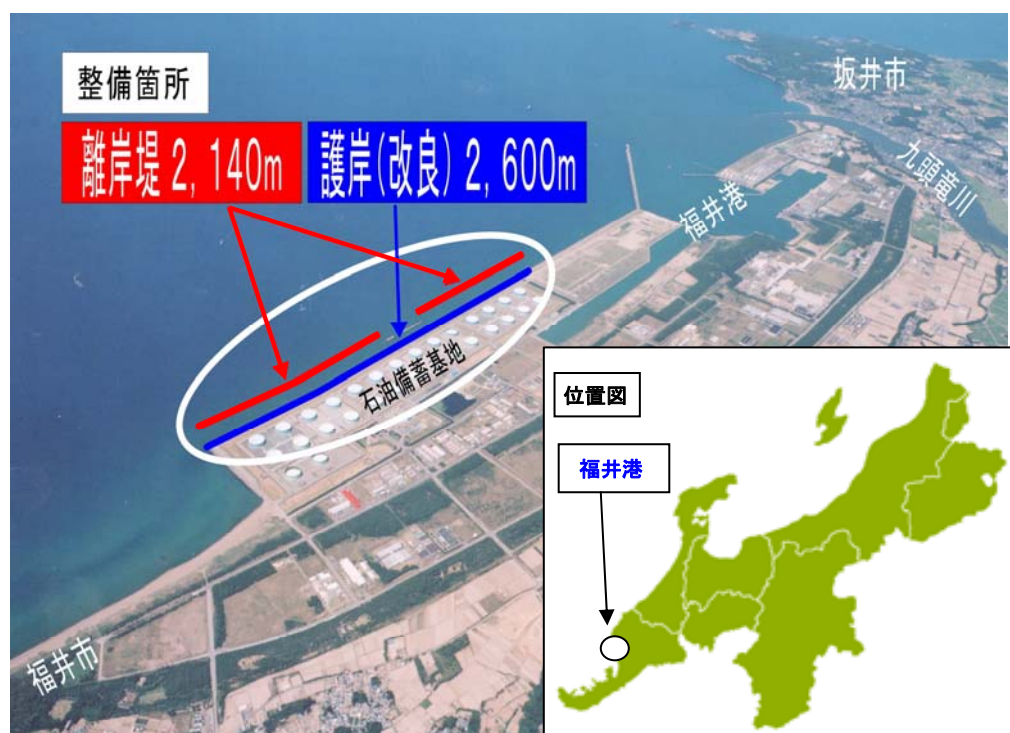 整備箇所
離岸堤 2, 140m
護岸(改良) 2, 600m
坂井市
九頭竜川
福井港
石油備蓄基地
福井市
位置図
福井港